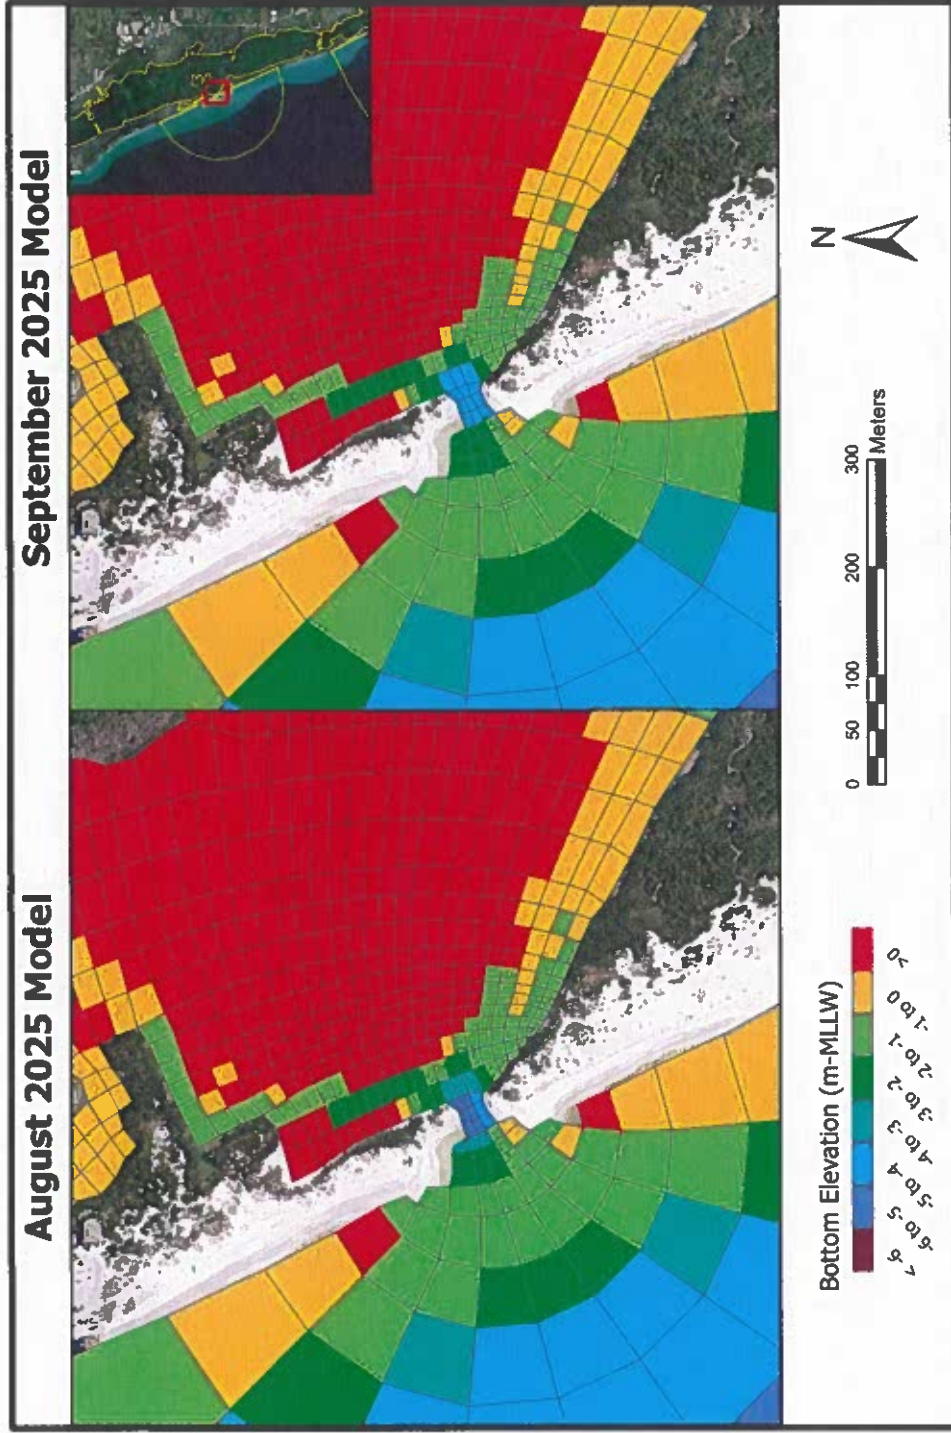 August 2025 Model
September 2025 Model
Bottom Elevation (m-MLLW)
< -6
-6 to -5
-5 to -4
-4 to -3
-3 to -2
-2 to -1
-1 to 0
>0
0
50
100
200
300
Meters
N